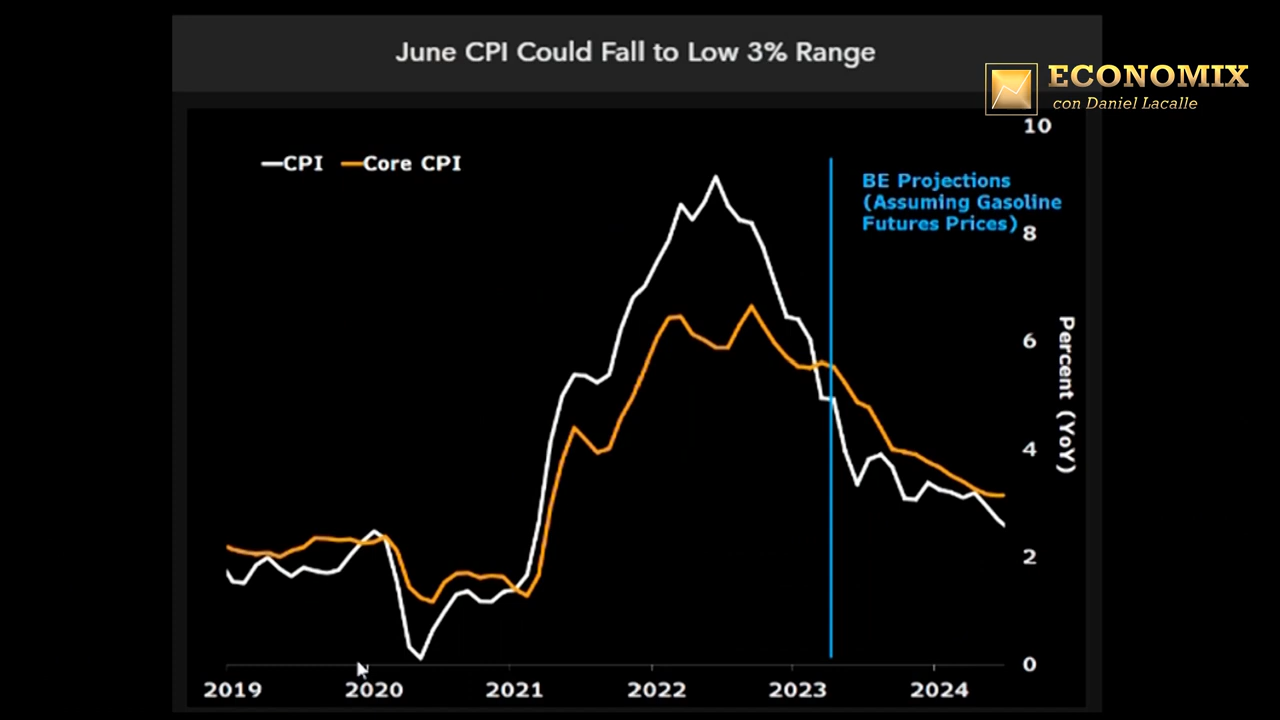 June CPI Could Fall to Low 3% Range
ECONOMIX
con Daniel Lacalle
CPI
Core CPI
BE Projections
(Assuming Gasoline
Futures Prices)
10
8
6
4
2
0
Percent (YoY)
2019
2020
2021
2022
2023
2024